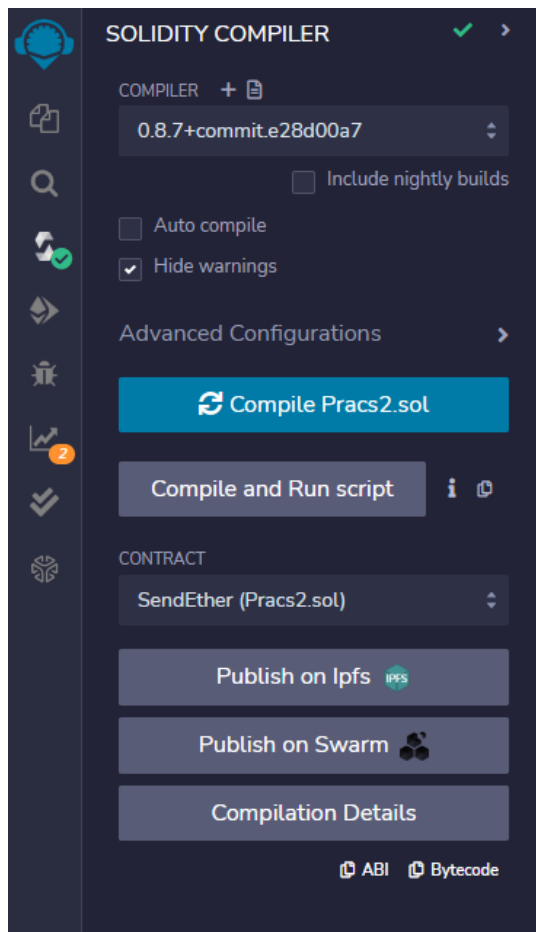 SOLIDITY COMPILER
COMPILER
0.8.7+commit.e28d00a7
Include nightly builds
Auto compile
Hide warnings
Advanced Configurations
Compile Pracs2.sol
2
Compile and Run script
CONTRACT
SendEther (Pracs2.sol)
Publish on Ipfs IPFS
Publish on Swarm
Compilation Details
ABI Bytecode